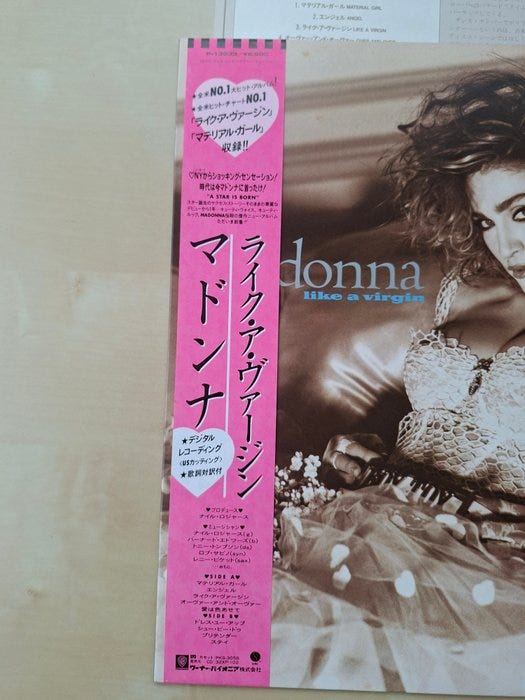 1. マテリアル・ガール MATERIAL GIRL
2. エンジェル ANGEL
3. ライク・ア・ヴァージン LIKE A VIRGIN
★全米NO.1大ヒット・アルバム!
★全米ヒット・チャートNO.1
「ライク・ア・ヴァージン」
「マテリアル・ガール」
収録!!
♡NYからショッキング・センセーション!
時代は今マドンナに首ったけ!
"A STAR IS BORN"
ライク・ア・ヴァージン
マドンナ
donna
like a virgin
★デジタル
レコーディング
(USカッティング)
★歌詞対訳付
♥プロデュース♥
ナイル・ロジャース
♥ミュージシャン♥
ナイル・ロジャース(g)
バーナード・エドワーズ(b)
トニー・トンプソン(ds)
ロブ・サビノ(syn)
レニー・ピケット(sax)
…etc.
♥SIDE A♥
マテリアル・ガール
エンジェル
ライク・ア・ヴァージン
オーヴァー・アンド・オーヴァー
愛は色あせて
♥SIDE B♥
ドレス・ユー・アップ
シュー・ビー・ドゥ
プリテンダー
ステイ
ワーナー・パイオニア株式会社